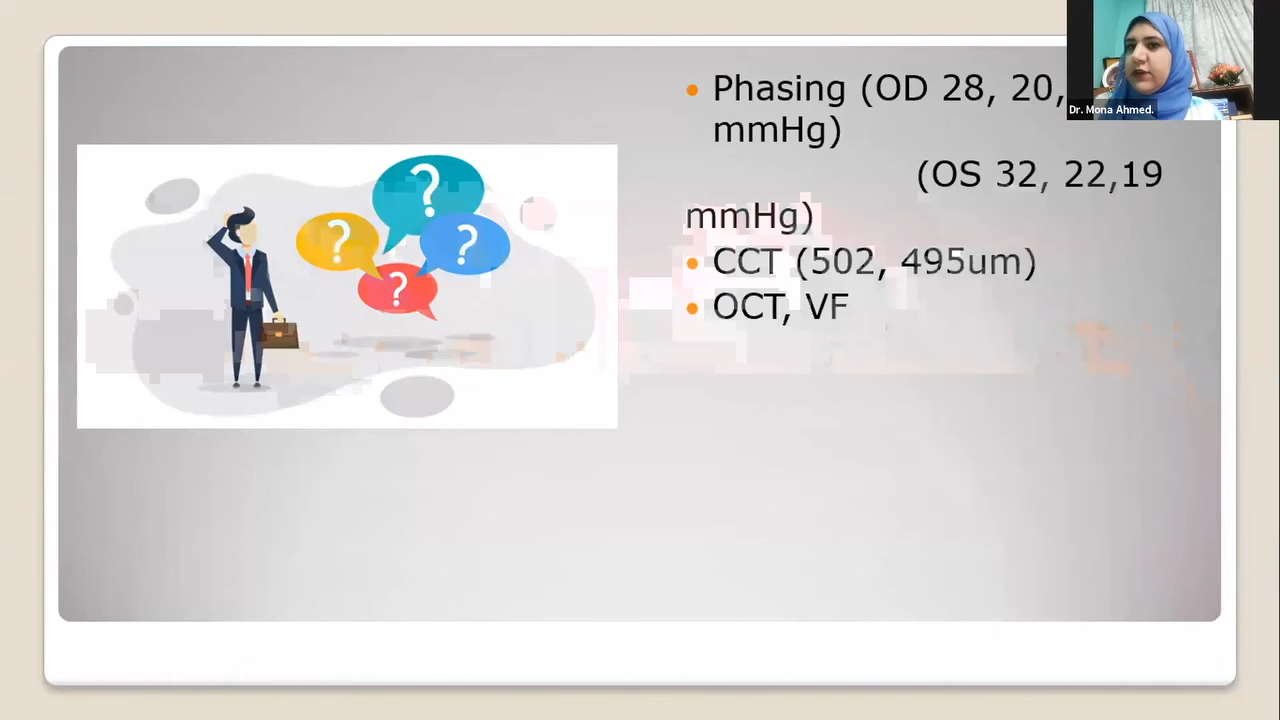 • Phasing (OD 28, 20,
mmHg)
(OS 32, 22,19
mmHg)
• CCT (502, 495um)
• OCT, VF
? ? ? ?
Dr. Mona Ahmed.